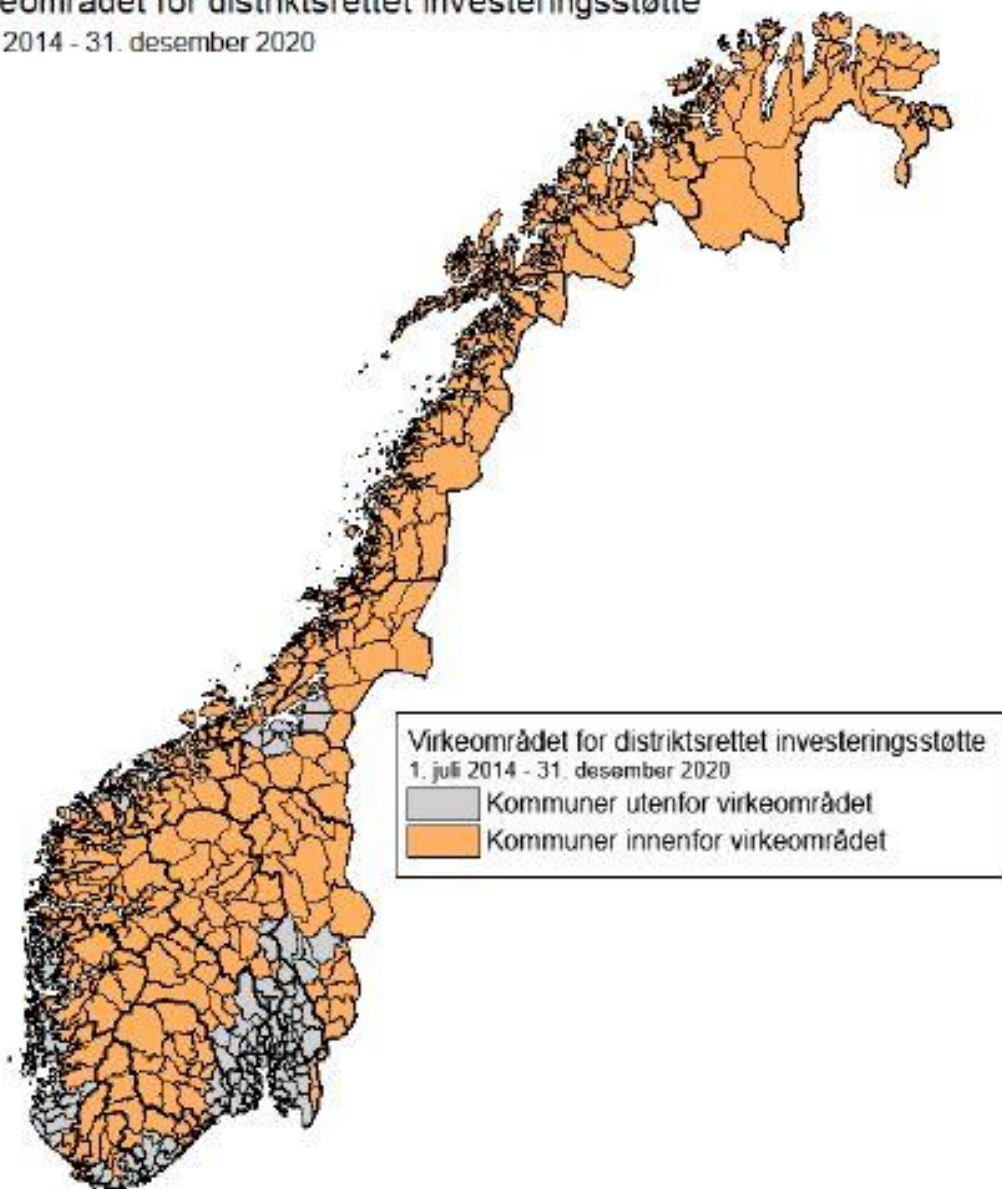 eområdet for distriktsrettet investeringsstøtte
2014 - 31. desember 2020
Virkeområdet for distriktsrettet investeringsstøtte
1. juli 2014 - 31. desember 2020
Kommuner utenfor virkeområdet
Kommuner innenfor virkeområdet